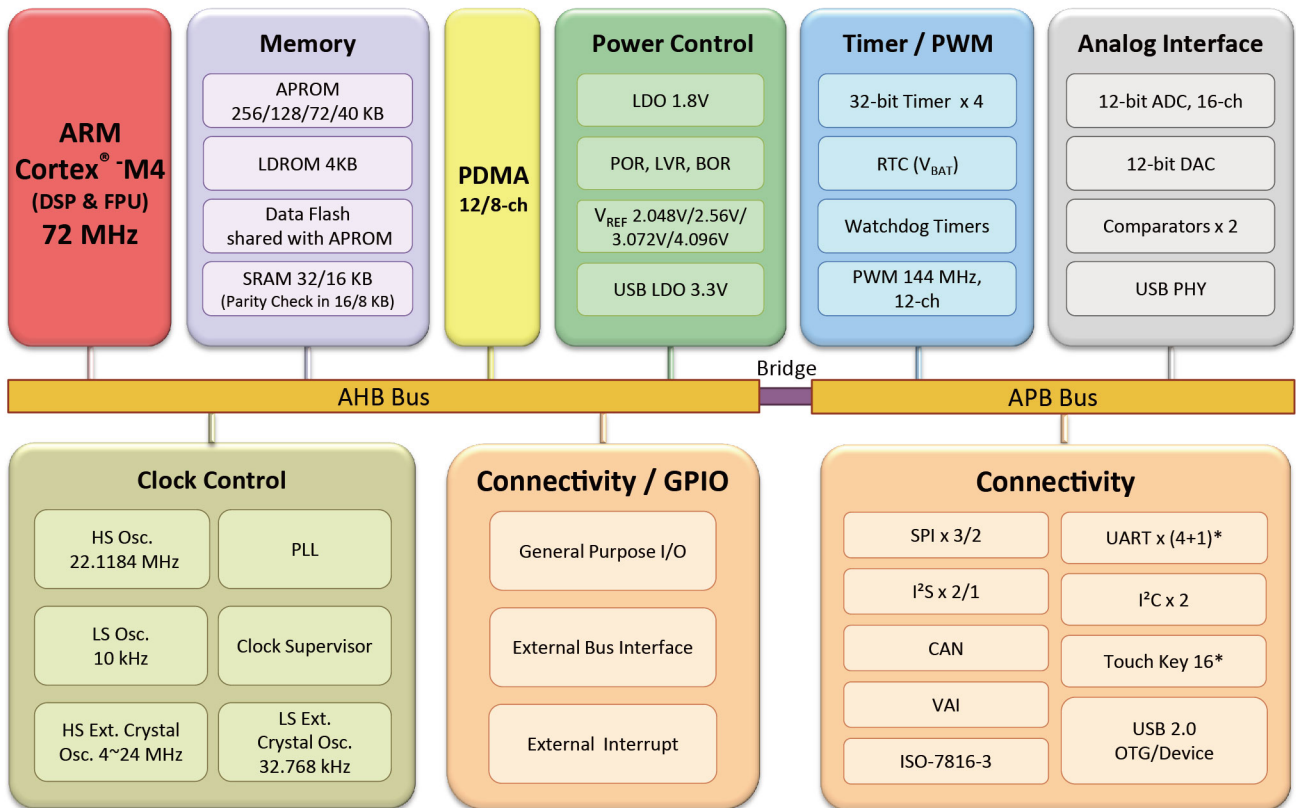 ARM
Cortex® -M4
(DSP & FPU)
72 MHz
Memory
APROM
256/128/72/40 KB
LDROM 4KB
Data Flash
shared with APROM
SRAM 32/16 KB
(Parity Check in 16/8 KB)
PDMA
12/8-ch
Power Control
LDO 1.8V
POR, LVR, BOR
VREF 2.048V/2.56V/
3.072V/4.096V
USB LDO 3.3V
Timer / PWM
32-bit Timer x 4
RTC (VBAT)
Watchdog Timers
PWM 144 MHz,
12-ch
Analog Interface
12-bit ADC, 16-ch
12-bit DAC
Comparators x 2
USB PHY
AHB Bus
Bridge
APB Bus
Clock Control
HS Osc.
22.1184 MHz
PLL
LS Osc.
10 kHz
Clock Supervisor
HS Ext. Crystal
Osc. 4~24 MHz
LS Ext.
Crystal Osc.
32.768 kHz
Connectivity / GPIO
General Purpose I/O
External Bus Interface
External Interrupt
Connectivity
SPI x 3/2
I²S x 2/1
CAN
VAI
ISO-7816-3
UART x (4+1)*
I²C x 2
Touch Key 16*
USB 2.0
OTG/Device